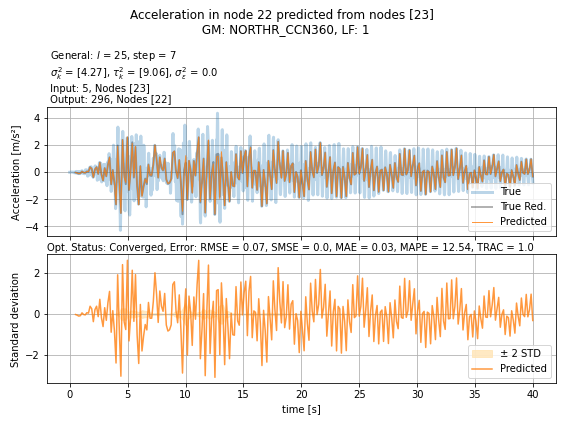 Acceleration in node 22 predicted from nodes [23]
GM: NORTHR_CCN360, LF: 1
General: l = 25, step = 7
σ²ₖ = [4.27], τ²ₖ = [9.06], σ²ε = 0.0
Input: 5, Nodes [23]
Output: 296, Nodes [22]
Acceleration [m/s²]
4
2
0
−2
−4
True
True Red.
Predicted
Opt. Status: Converged, Error: RMSE = 0.07, SMSE = 0.0, MAE = 0.03, MAPE = 12.54, TRAC = 1.0
Standard deviation
2
0
−2
± 2 STD
Predicted
0 5 10 15 20 25 30 35 40
time [s]